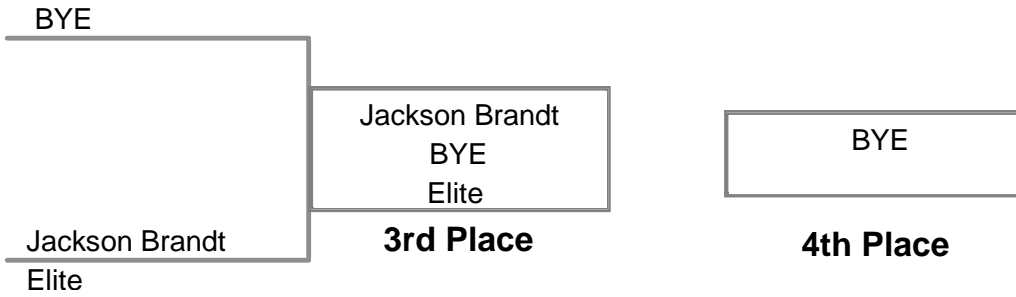 BYE
Jackson Brandt
Elite
Jackson Brandt
BYE
Elite
3rd Place
BYE
4th Place